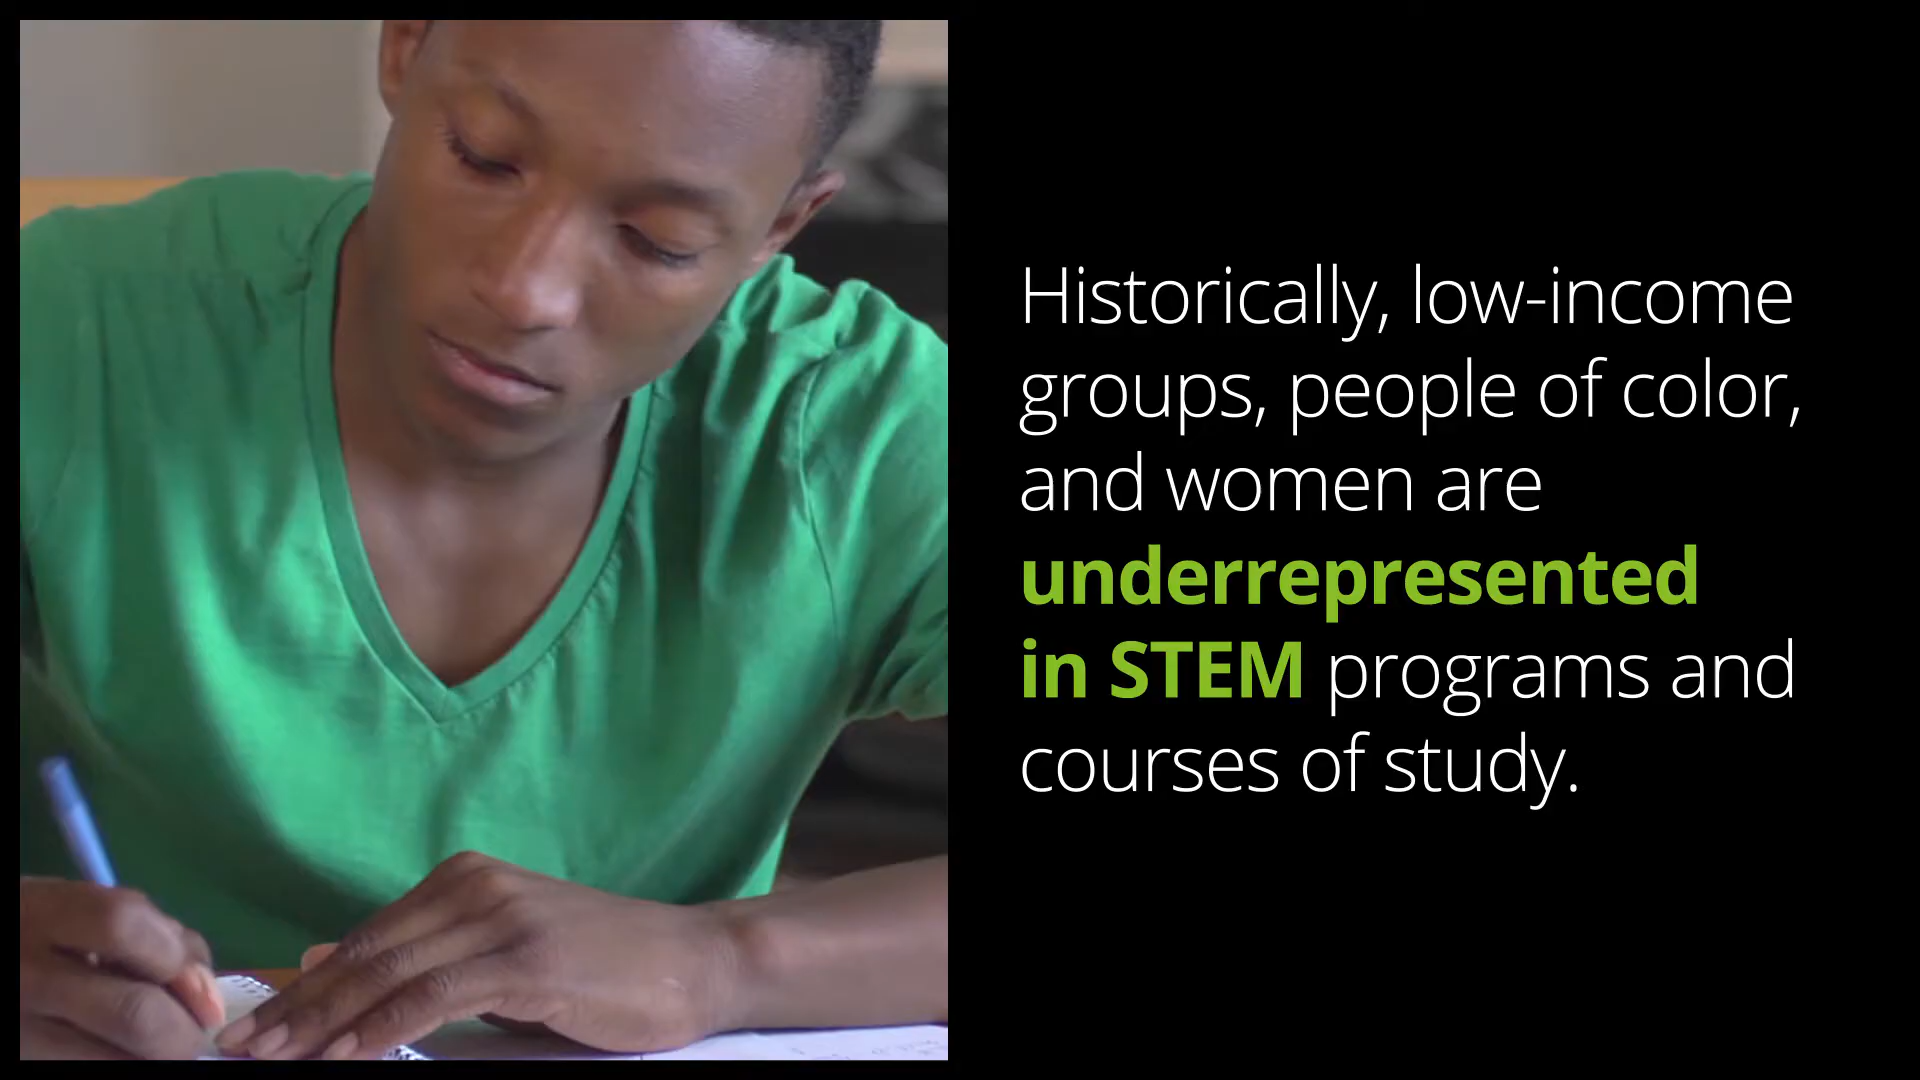 Historically, low-income
groups, people of color,
and women are
underrepresented
in STEM programs and
courses of study.